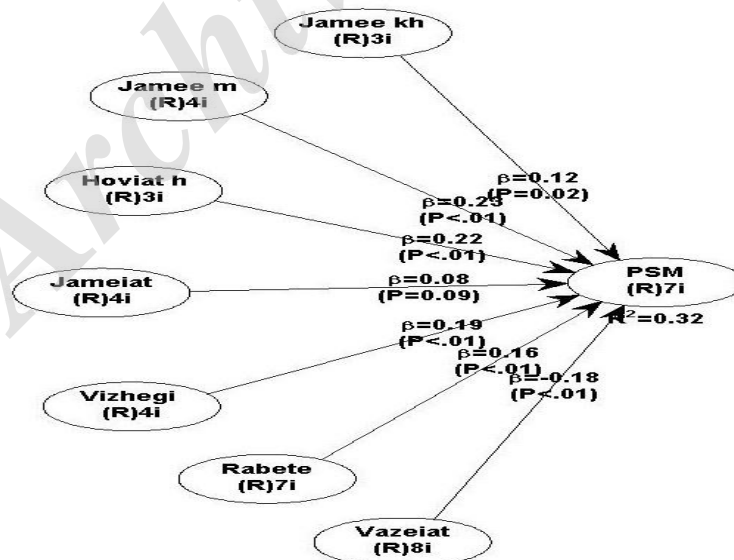 Jamee kh
(R)3i
Jamee m
(R)4i
Hoviat h
(R)3i
Jameiat
(R)4i
Vizhegi
(R)4i
Rabete
(R)7i
Vazeiat
(R)8i
β=0.12
(P=0.02)
β=0.23
(P<.01)
β=0.22
(P<.01)
β=0.08
(P=0.09)
β=0.19
(P<.01)
β=0.16
(P<.01)
β=-0.18
(P<.01)
PSM
(R)7i
R²=0.32